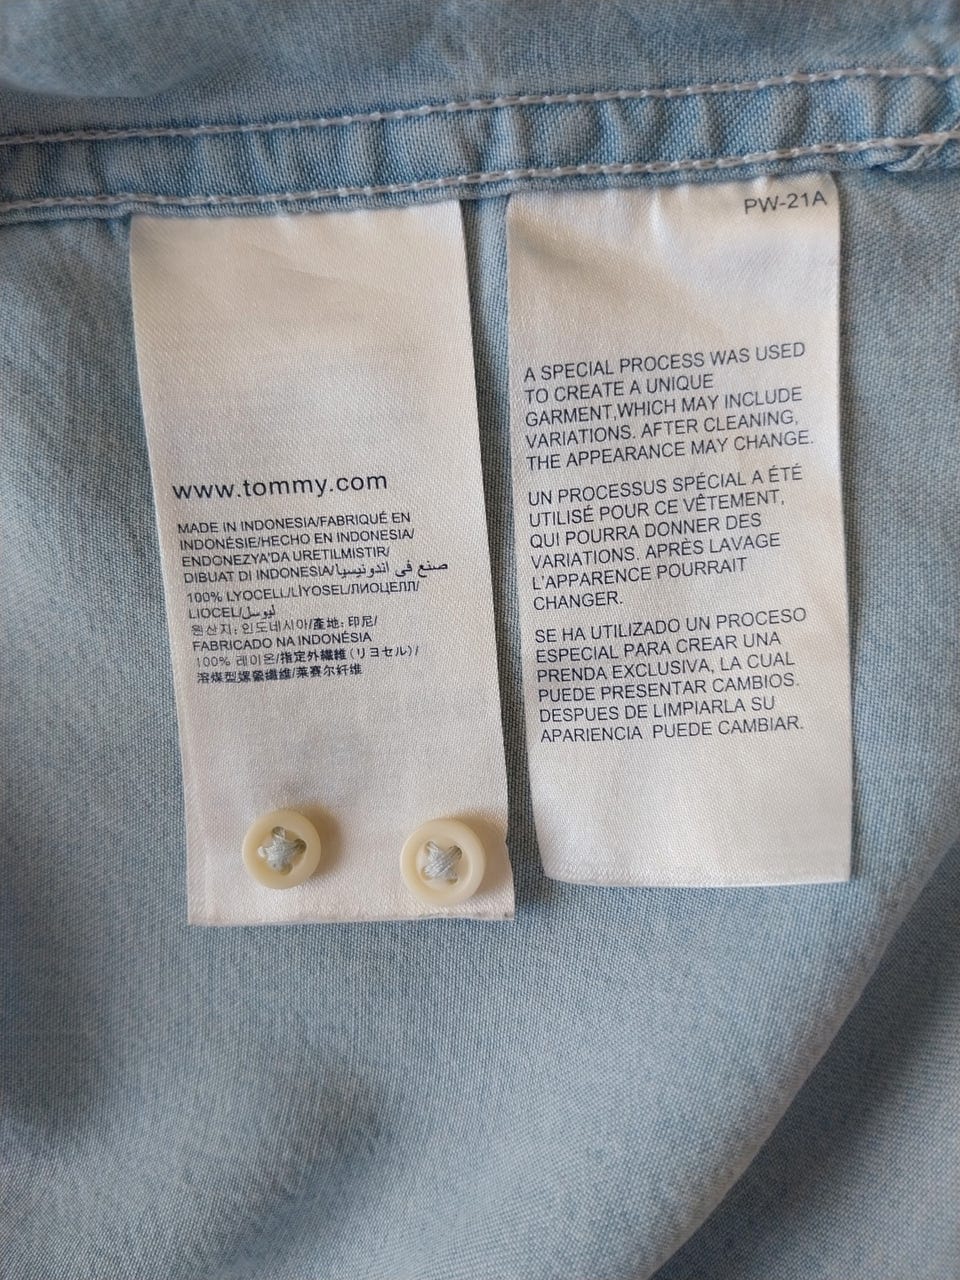 www.tommy.com
MADE IN INDONESIA/FABRIQUÉ EN
INDONÉSIE/HECHO EN INDONESIA/
ENDONEZYA'DA URETILMISTIR/
DIBUAT DI INDONESIA/صنع في اندونيسيا
100% LYOCELL/LIYOSEL/ЛИОЦЕЛЛ/
LIOCEL/ليوسل
원산지: 인도네시아/產地: 印尼/
FABRICADO NA INDONÉSIA
100% 레이온/指定外繊維 (リヨセル)/
溶煤型嫘縈纖維/莱赛尔纤维
PW-21A
A SPECIAL PROCESS WAS USED
TO CREATE A UNIQUE
GARMENT,WHICH MAY INCLUDE
VARIATIONS. AFTER CLEANING,
THE APPEARANCE MAY CHANGE.
UN PROCESSUS SPÉCIAL A ÉTÉ
UTILISÉ POUR CE VÊTEMENT,
QUI POURRA DONNER DES
VARIATIONS. APRÈS LAVAGE
L'APPARENCE POURRAIT
CHANGER.
SE HA UTILIZADO UN PROCESO
ESPECIAL PARA CREAR UNA
PRENDA EXCLUSIVA, LA CUAL
PUEDE PRESENTAR CAMBIOS.
DESPUES DE LIMPIARLA SU
APARIENCIA PUEDE CAMBIAR.